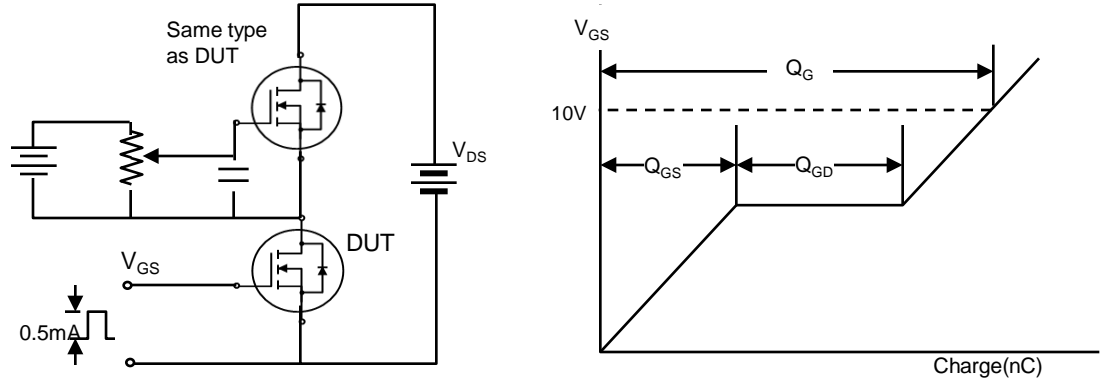 Same type
as DUT
V_DS
DUT
V_GS
0.5mA
V_GS
Q_G
10V
Q_GS
Q_GD
Charge(nC)